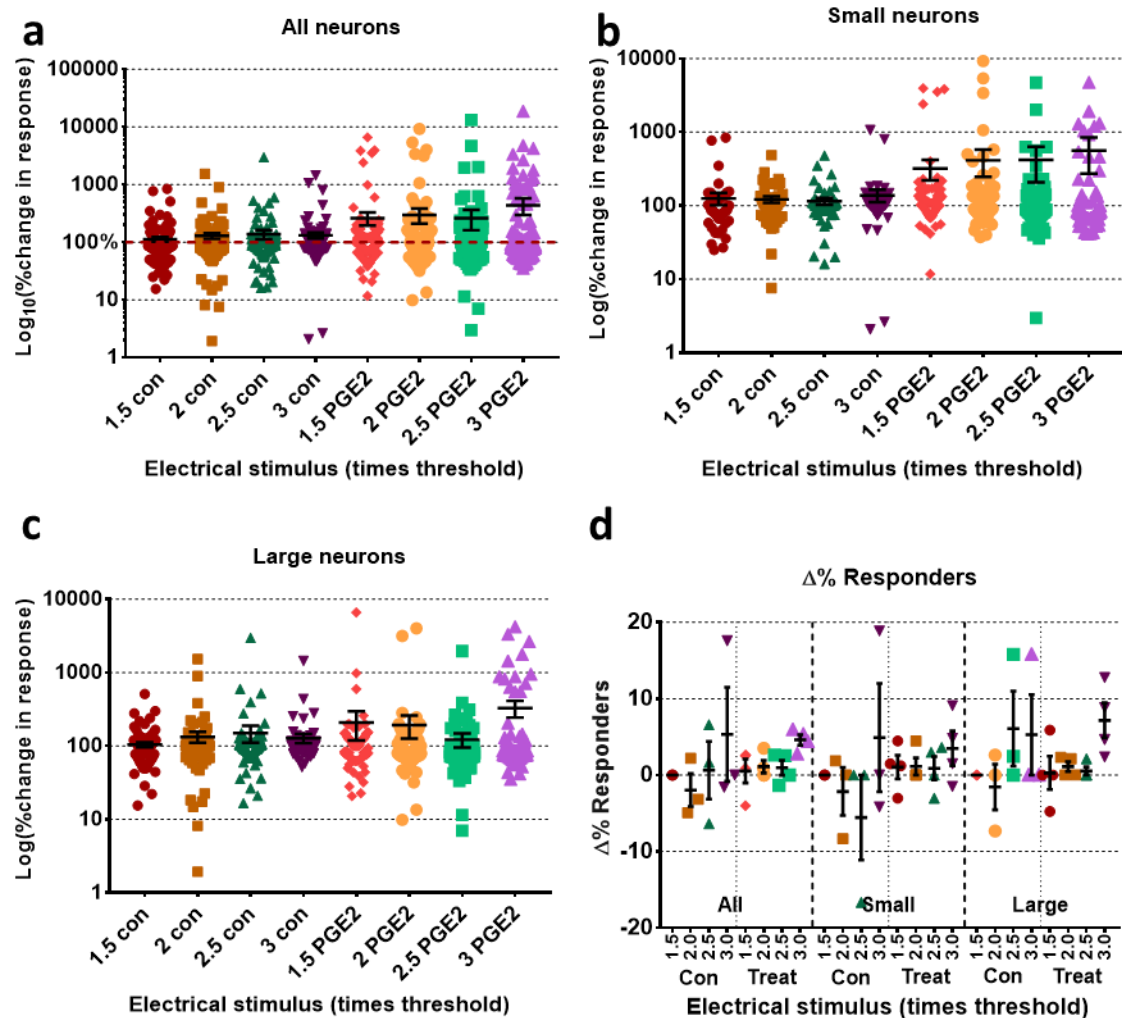 a
All neurons
Log10(%change in response)
100000
10000
1000
100%
10
1
1.5 con
2 con
2.5 con
3 con
1.5 PGE2
2 PGE2
2.5 PGE2
3 PGE2
Electrical stimulus (times threshold)
b
Small neurons
Log(%change in response)
10000
1000
100
10
1
1.5 con
2 con
2.5 con
3 con
1.5 PGE2
2 PGE2
2.5 PGE2
3 PGE2
Electrical stimulus (times threshold)
c
Large neurons
Log(%change in response)
10000
1000
100
10
1
1.5 con
2 con
2.5 con
3 con
1.5 PGE2
2 PGE2
2.5 PGE2
3 PGE2
Electrical stimulus (times threshold)
d
Δ% Responders
Δ% Responders
20
10
0
-10
-20
All Small Large
1.5 2.0 2.5 3.0 1.5 2.0 2.5 3.0 1.5 2.0 2.5 3.0 1.5 2.0 2.5 3.0 1.5 2.0 2.5 3.0 1.5 2.0 2.5 3.0
Con Treat Con Treat Con Treat
Electrical stimulus (times threshold)